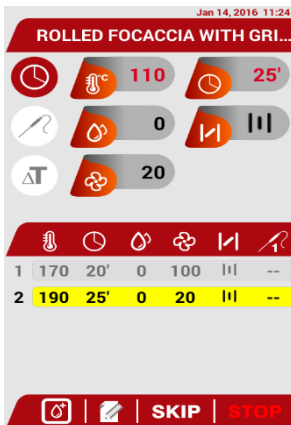 Jan 14, 2016 11:24
ROLLED FOCACCIA WITH GRI...
°C 110 25'
0
ΔT 20
1 170 20' 0 100 --
2 190 25' 0 20 --
SKIP STOP